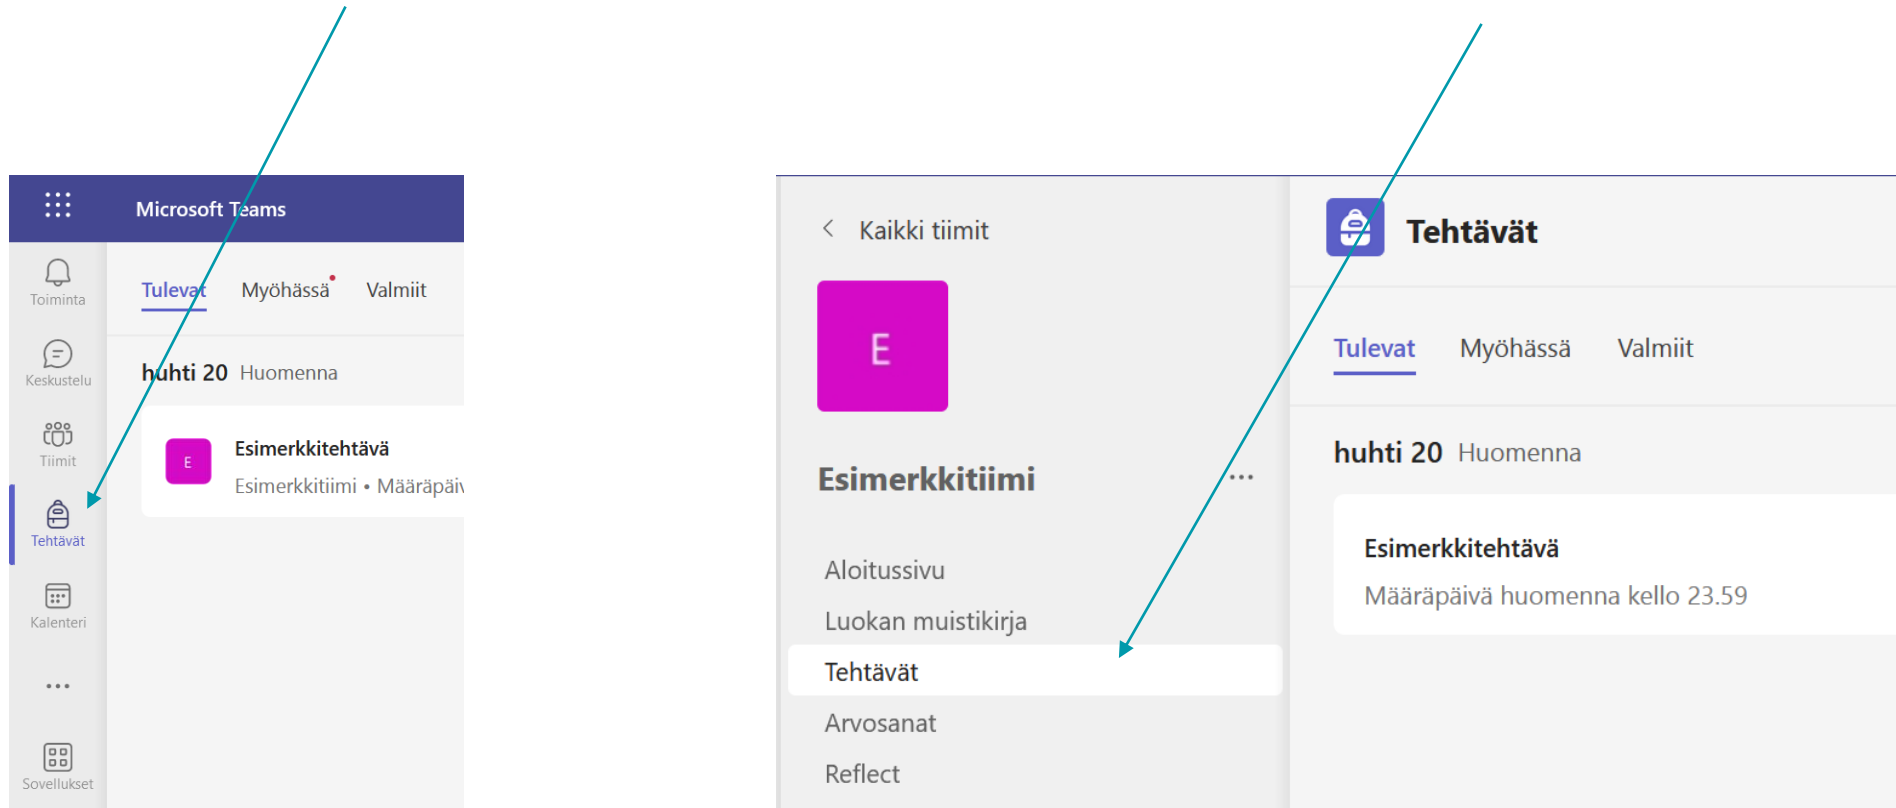 Microsoft Teams
Toiminta
Keskustelu
Tiimit
Tehtävät
Kalenteri
Sovellukset
Tulevat Myöhässä Valmiit
huhti 20 Huomenna
E
Esimerkkitehtävä
Esimerkkitiimi • Määräpäiv
Kaikki tiimit
E
Esimerkkitiimi
Aloitussivu
Luokan muistikirja
Tehtävät
Arvosanat
Reflect
Tehtävät
Tulevat Myöhässä Valmiit
huhti 20 Huomenna
Esimerkkitehtävä
Määräpäivä huomenna kello 23.59